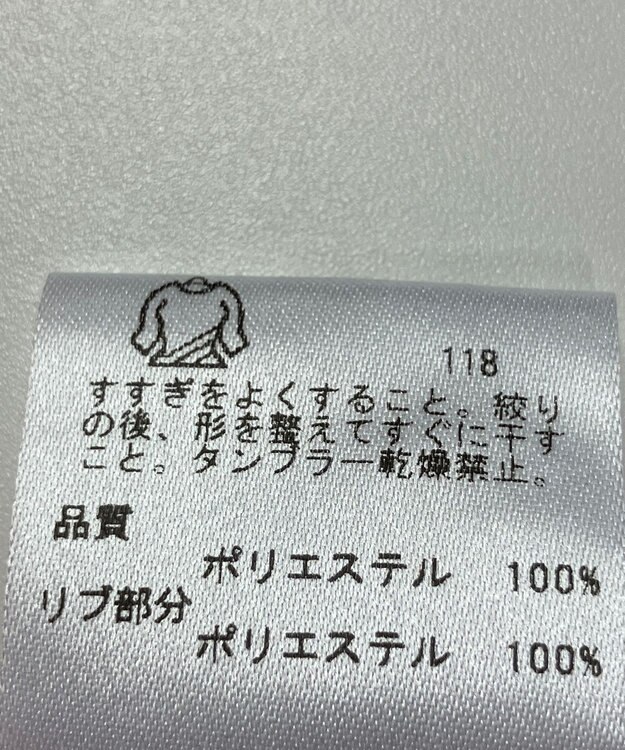 118
すすぎをよくすること。絞り
の後、形を整えてすぐに干す
こと。タンブラー乾燥禁止。
品質
ポリエステル 100%
リブ部分
ポリエステル 100%